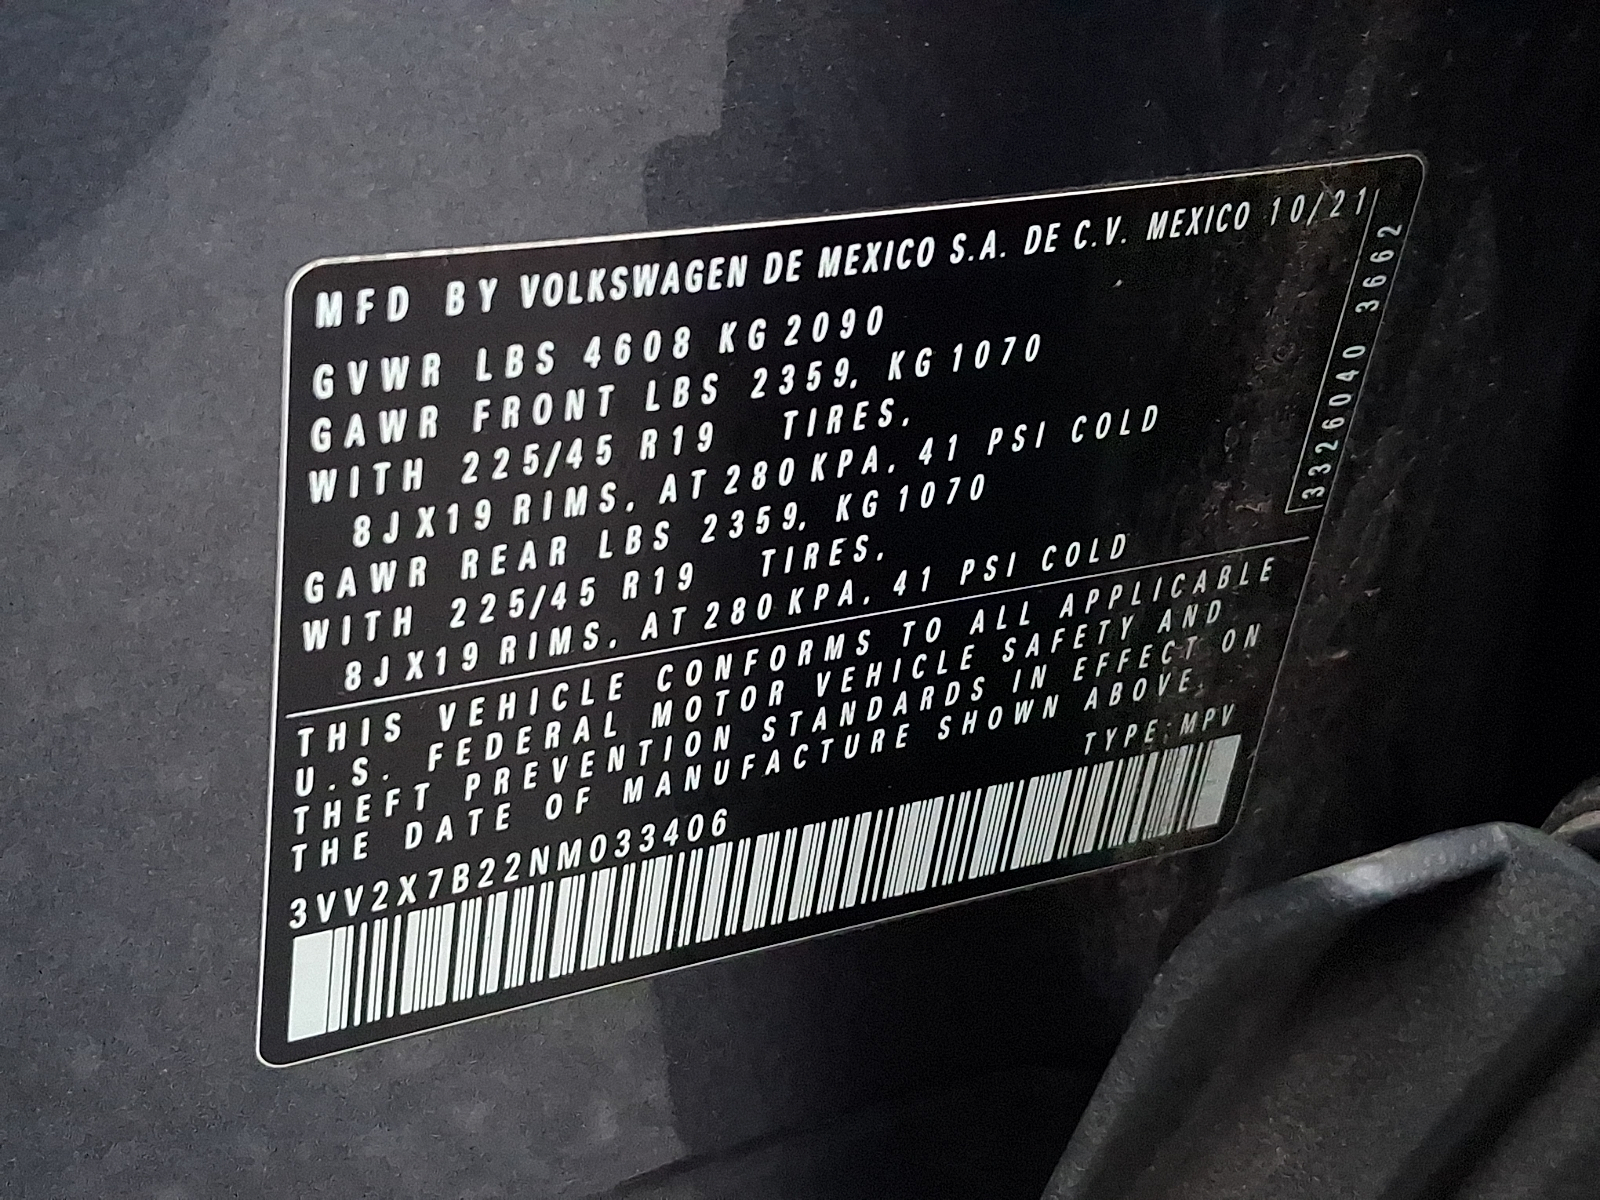 MFD BY VOLKSWAGEN DE MEXICO S.A. DE C.V. MEXICO 10/21
GVWR LBS 4608 KG 2090
GAWR FRONT LBS 2359, KG 1070
WITH 225/45 R19 TIRES,
8JX19 RIMS, AT 280 KPA, 41 PSI COLD
GAWR REAR LBS 2359, KG 1070
WITH 225/45 R19 TIRES,
8JX19 RIMS, AT 280 KPA, 41 PSI COLD
3326040 3662
THIS VEHICLE CONFORMS TO ALL APPLICABLE
U.S. FEDERAL MOTOR VEHICLE SAFETY AND
THEFT PREVENTION STANDARDS IN EFFECT ON
THE DATE OF MANUFACTURE SHOWN ABOVE.
3VV2X7B22NM033406 TYPE:MPV